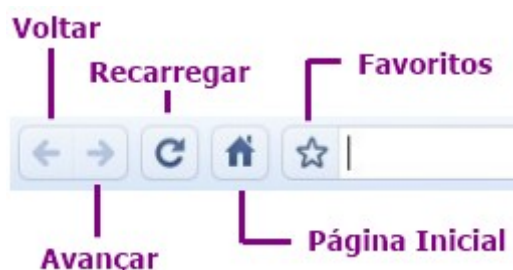 Voltar
Recarregar
Favoritos
Avançar
Página Inicial